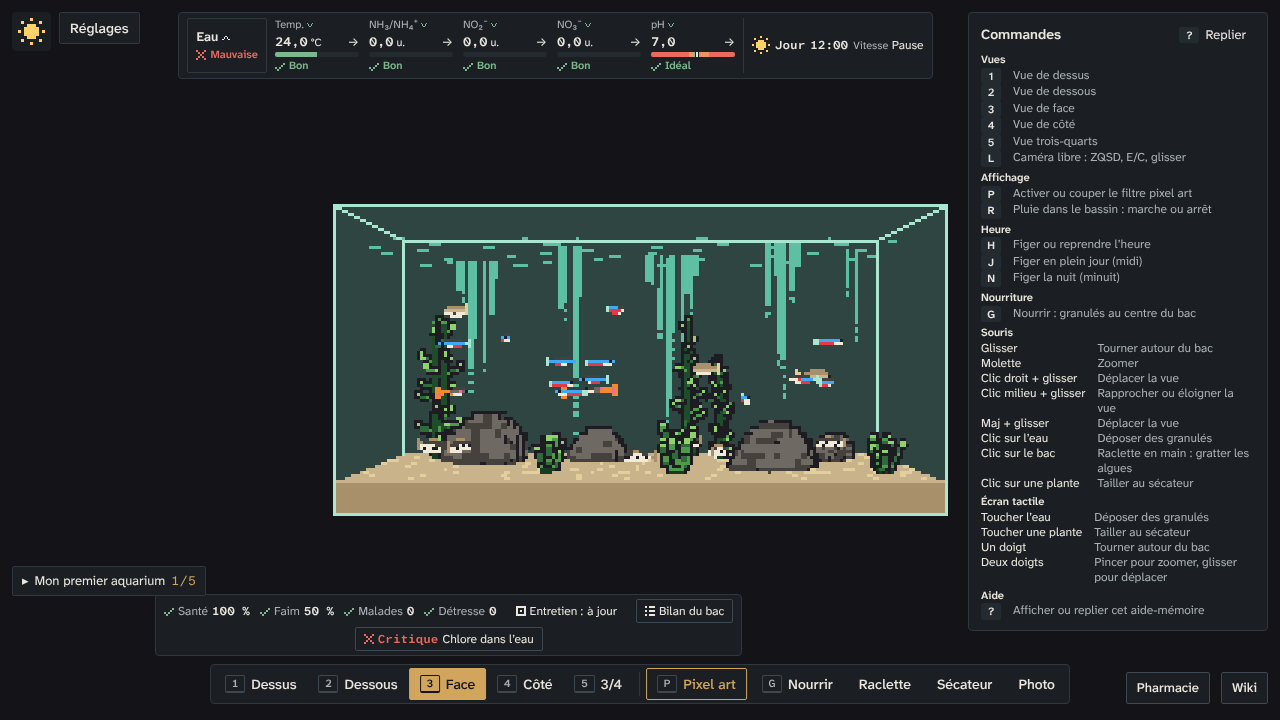 Réglages
Eau
Mauvaise
Temp.
24,0 °C
Bon
NH₃/NH₄⁺
0,0 u.
Bon
NO₂⁻
0,0 u.
Bon
NO₃⁻
0,0 u.
Bon
pH
7,0
Idéal
Jour 12:00 Vitesse Pause
Commandes
? Replier
Vues
1 Vue de dessus
2 Vue de dessous
3 Vue de face
4 Vue de côté
5 Vue trois-quarts
L Caméra libre : ZQSD, E/C, glisser
Affichage
P Activer ou couper le filtre pixel art
R Pluie dans le bassin : marche ou arrêt
Heure
H Figer ou reprendre l'heure
J Figer en plein jour (midi)
N Figer la nuit (minuit)
Nourriture
G Nourrir : granulés au centre du bac
Souris
Glisser Tourner autour du bac
Molette Zoomer
Clic droit + glisser Déplacer la vue
Clic milieu + glisser Rapprocher ou éloigner la
vue
Maj + glisser Déplacer la vue
Clic sur l'eau Déposer des granulés
Clic sur le bac Raclette en main : gratter les
algues
Clic sur une plante Tailler au sécateur
Écran tactile
Toucher l'eau Déposer des granulés
Toucher une plante Tailler au sécateur
Un doigt Tourner autour du bac
Deux doigts Pincer pour zoomer, glisser
pour déplacer
Aide
? Afficher ou replier cet aide-mémoire
▸ Mon premier aquarium 1/5
Santé 100 % Faim 50 % Malades 0 Détresse 0 Entretien : à jour Bilan du bac
Critique Chlore dans l'eau
1 Dessus 2 Dessous 3 Face 4 Côté 5 3/4 P Pixel art G Nourrir Raclette Sécateur Photo
Pharmacie Wiki